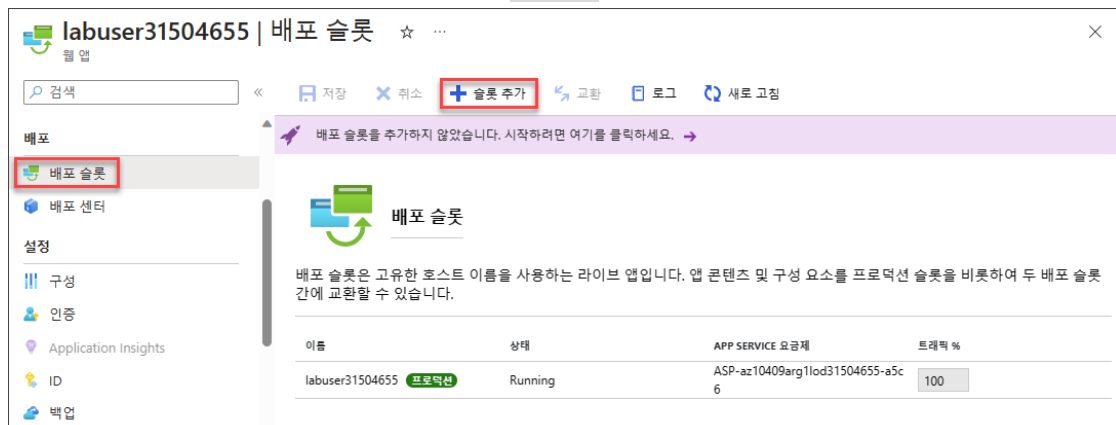 labuser31504655 | 배포 슬롯 ☆ ...
웹 앱
검색
저장 취소 슬롯 추가 교환 로그 새로 고침
배포 슬롯을 추가하지 않았습니다. 시작하려면 여기를 클릭하세요. →
배포
배포 슬롯
배포 센터
설정
구성
인증
Application Insights
ID
백업
배포 슬롯
배포 슬롯은 고유한 호스트 이름을 사용하는 라이브 앱입니다. 앱 콘텐츠 및 구성 요소를 프로덕션 슬롯을 비롯하여 두 배포 슬롯
간에 교환할 수 있습니다.
이름 상태 APP SERVICE 요금제 트래픽 %
labuser31504655 프로덕션 Running ASP-az10409arg1lod31504655-a5c 100
6